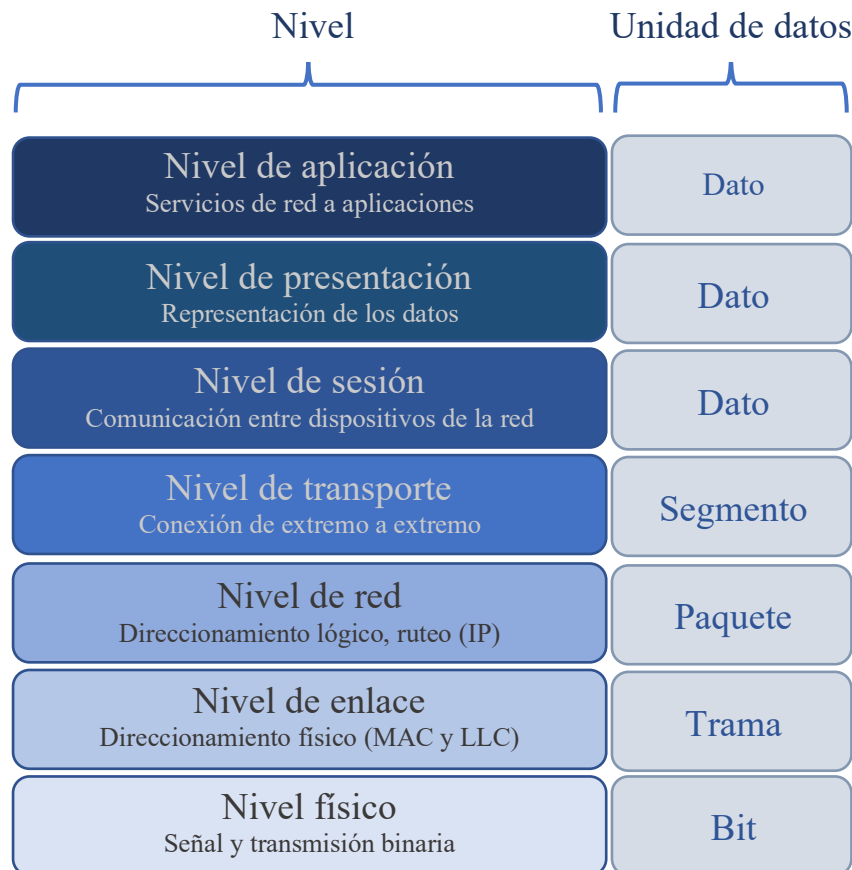 Nivel
Unidad de datos
Nivel de aplicación
Servicios de red a aplicaciones
Dato
Nivel de presentación
Representación de los datos
Dato
Nivel de sesión
Comunicación entre dispositivos de la red
Dato
Nivel de transporte
Conexión de extremo a extremo
Segmento
Nivel de red
Direccionamiento lógico, ruteo (IP)
Paquete
Nivel de enlace
Direccionamiento físico (MAC y LLC)
Trama
Nivel físico
Señal y transmisión binaria
Bit